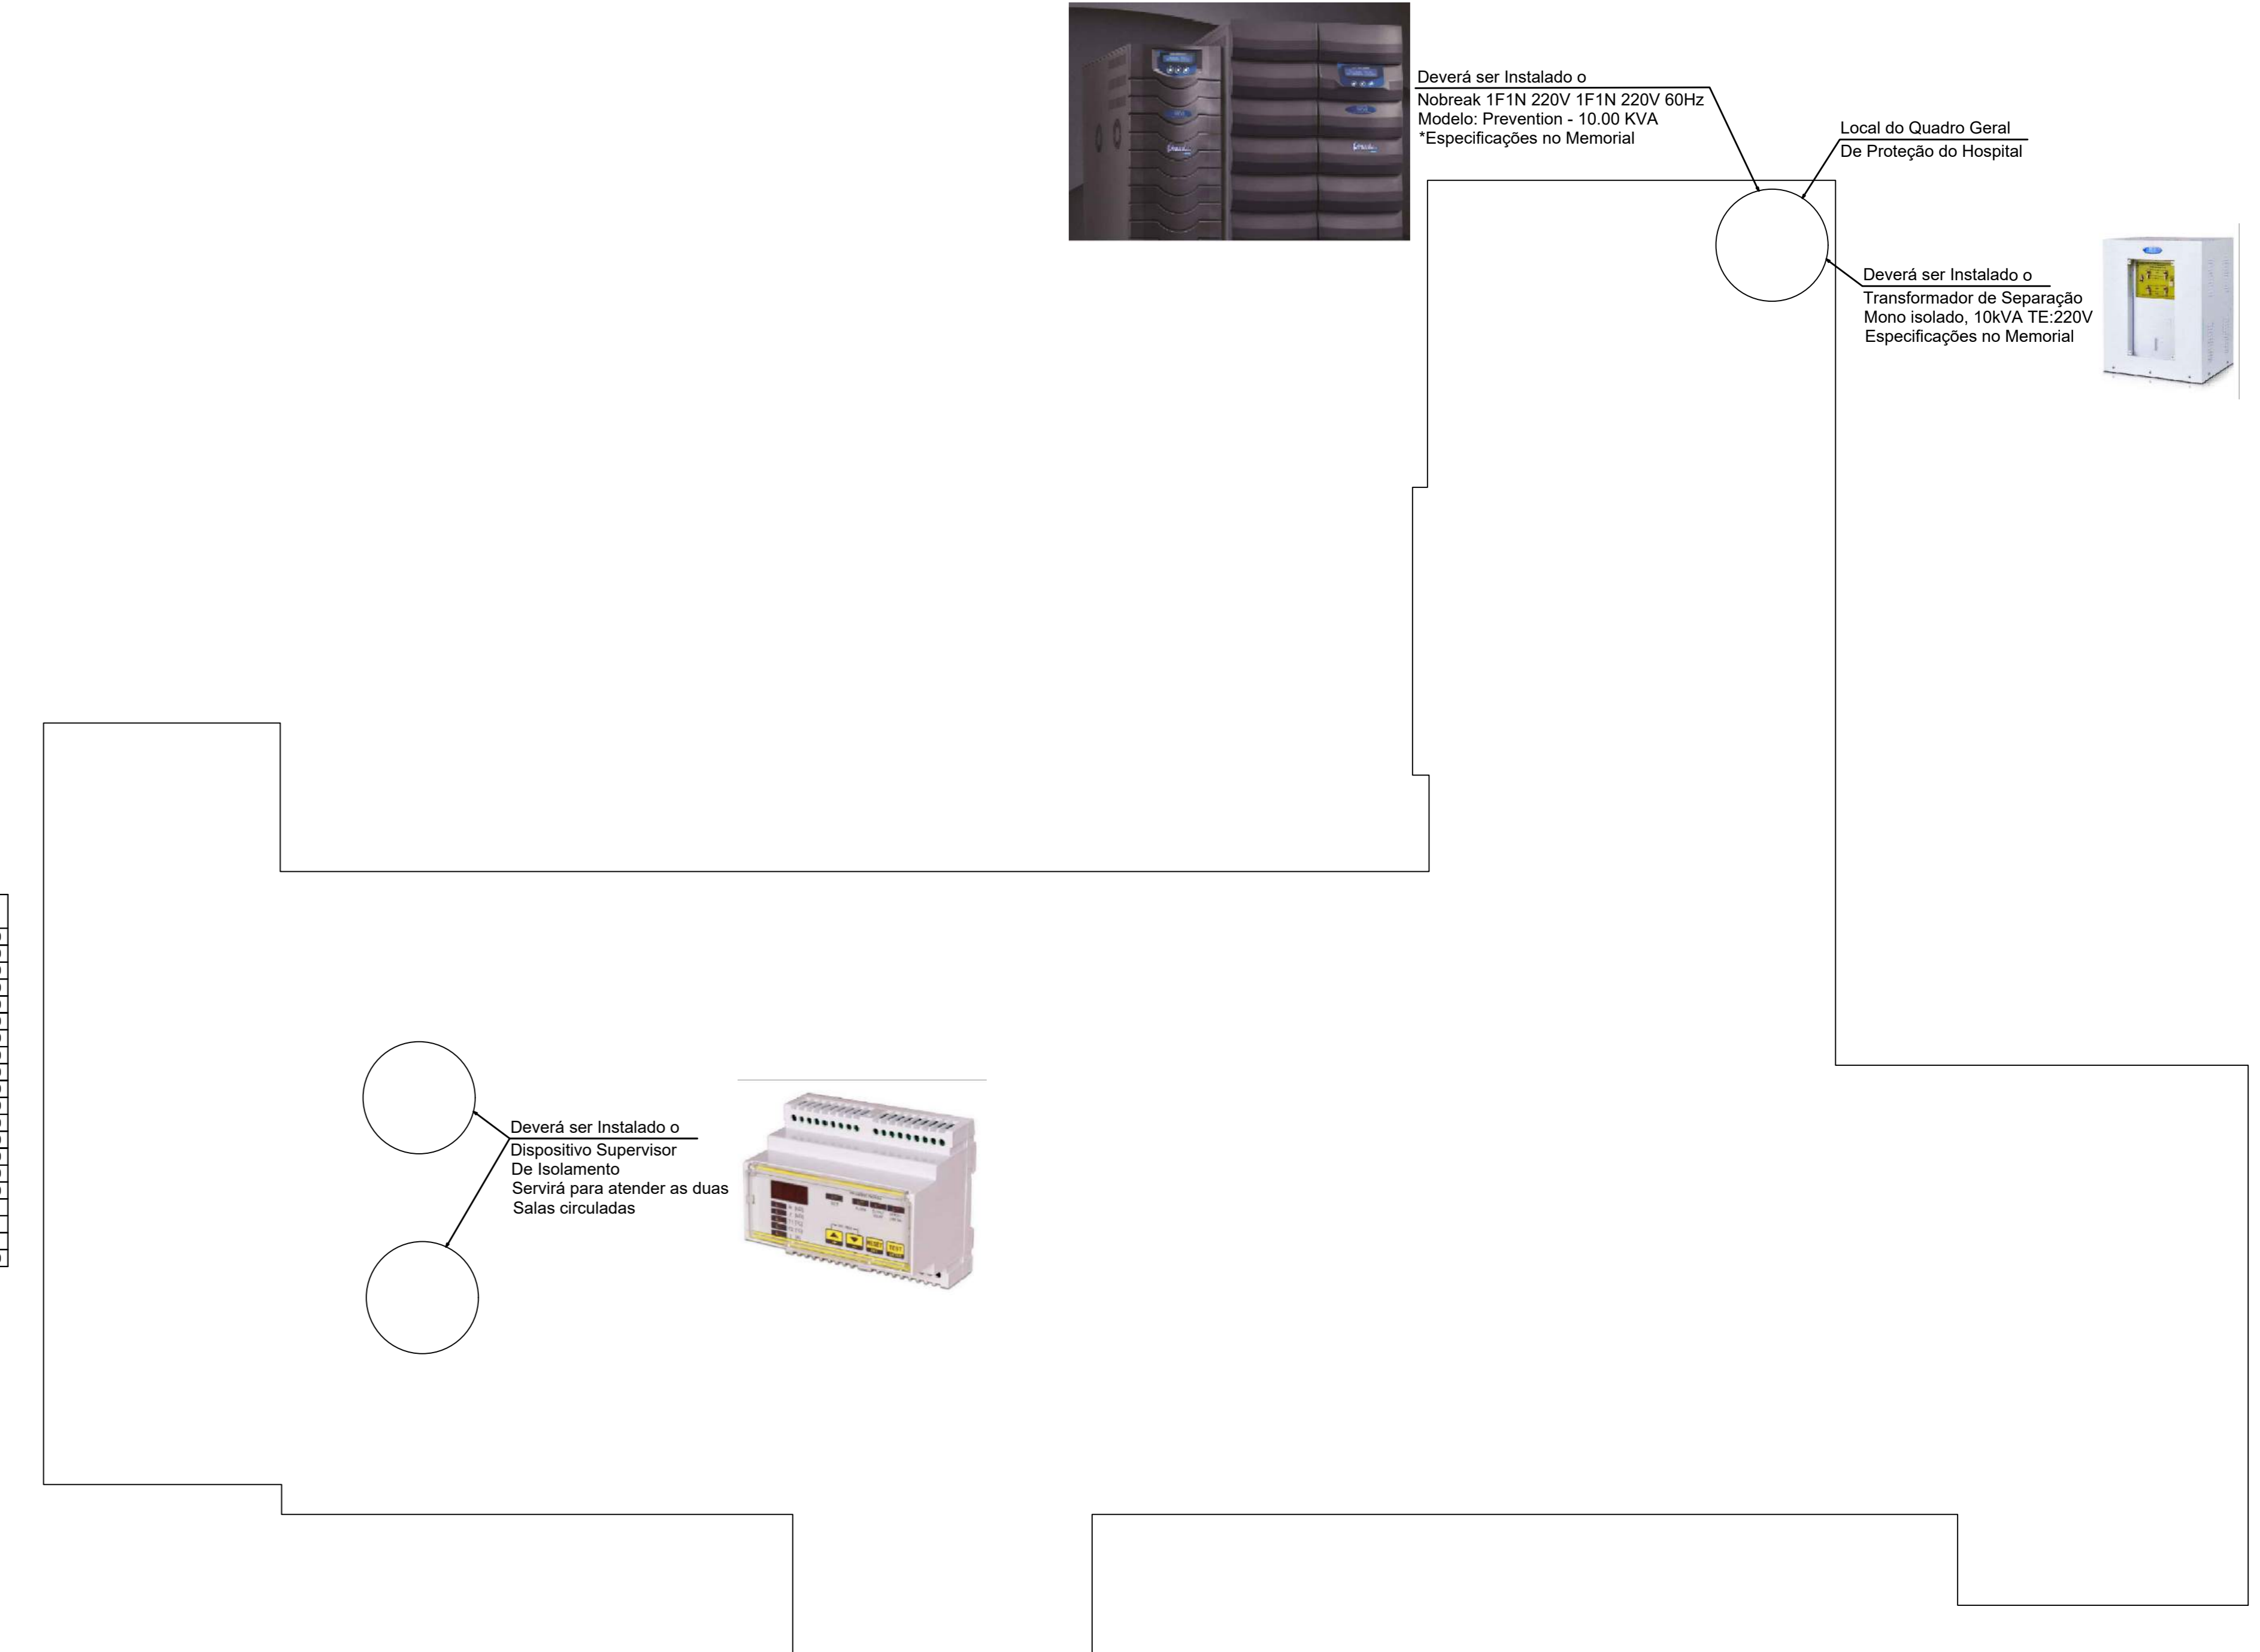 Deverá ser Instalado o
Nobreak 1F1N 220V 1F1N 220V 60Hz
Modelo: Prevention - 10.00 KVA
*Especificações no Memorial
Local do Quadro Geral
De Proteção do Hospital
Deverá ser Instalado o
Transformador de Separação
Mono isolado, 10kVA TE:220V
Especificações no Memorial
Deverá ser Instalado o
Dispositivo Supervisor
De Isolamento
Servirá para atender as duas
Salas circuladas
RESET
TEST